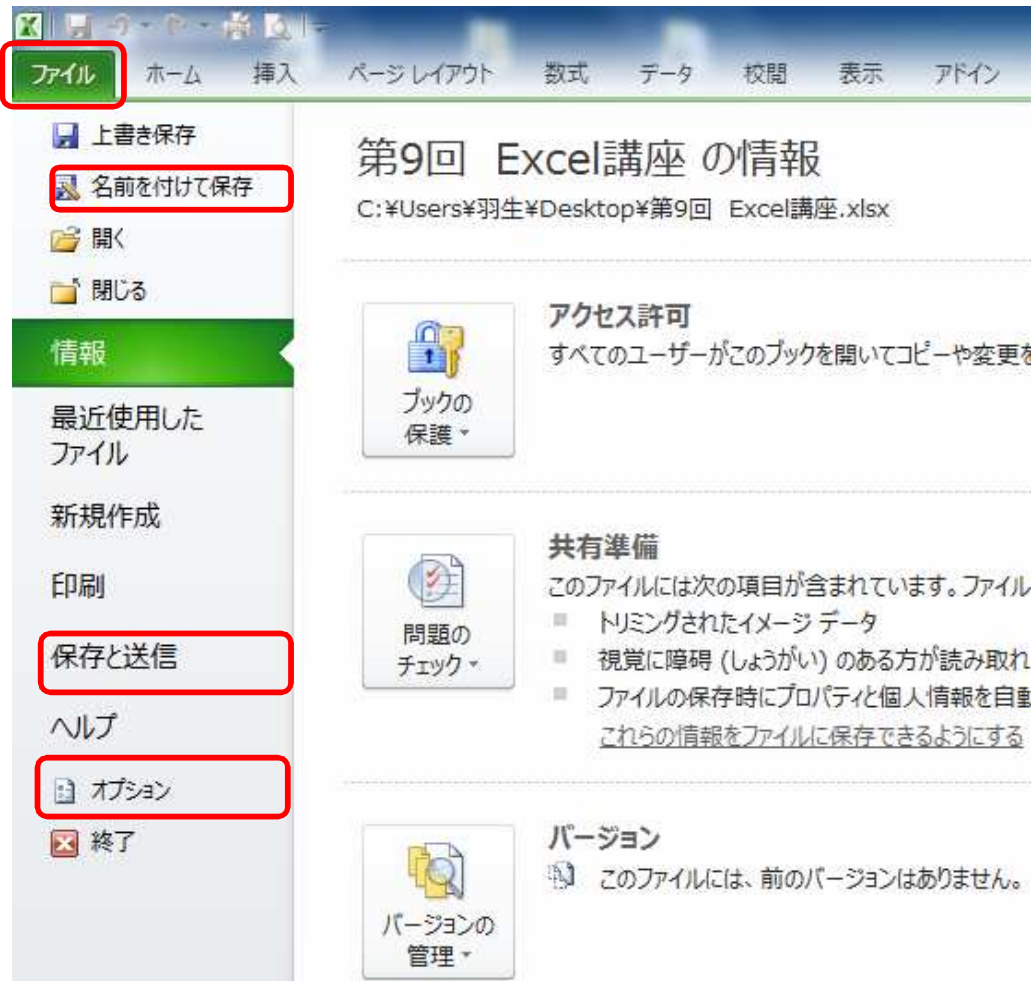 ファイル ホーム 挿入 ページ レイアウト 数式 データ 校閲 表示 アドイン
上書き保存
名前を付けて保存
開く
閉じる
情報
最近使用した
ファイル
新規作成
印刷
保存と送信
ヘルプ
オプション
終了
第9回 Excel講座 の情報
C:¥Users¥羽生¥Desktop¥第9回 Excel講座.xlsx
ブックの
保護
アクセス許可
すべてのユーザーがこのブックを開いてコピーや変更を
問題の
チェック
共有準備
このファイルには次の項目が含まれています。ファイル
トリミングされたイメージ データ
視覚に障碍 (しょうがい) のある方が読み取れ
ファイルの保存時にプロパティと個人情報を自動
これらの情報をファイルに保存できるようにする
バージョンの
管理
バージョン
このファイルには、前のバージョンはありません。